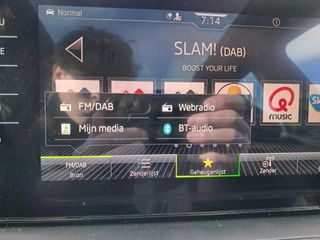 Normal
7:14
SLAM! (DAB)
BOOST YOUR LIFE
FM/DAB
Webradio
Mijn media
BT-audio
Q
music
FM/DAB
Bron
Zenderlijst
Geheugenlijst
Zender